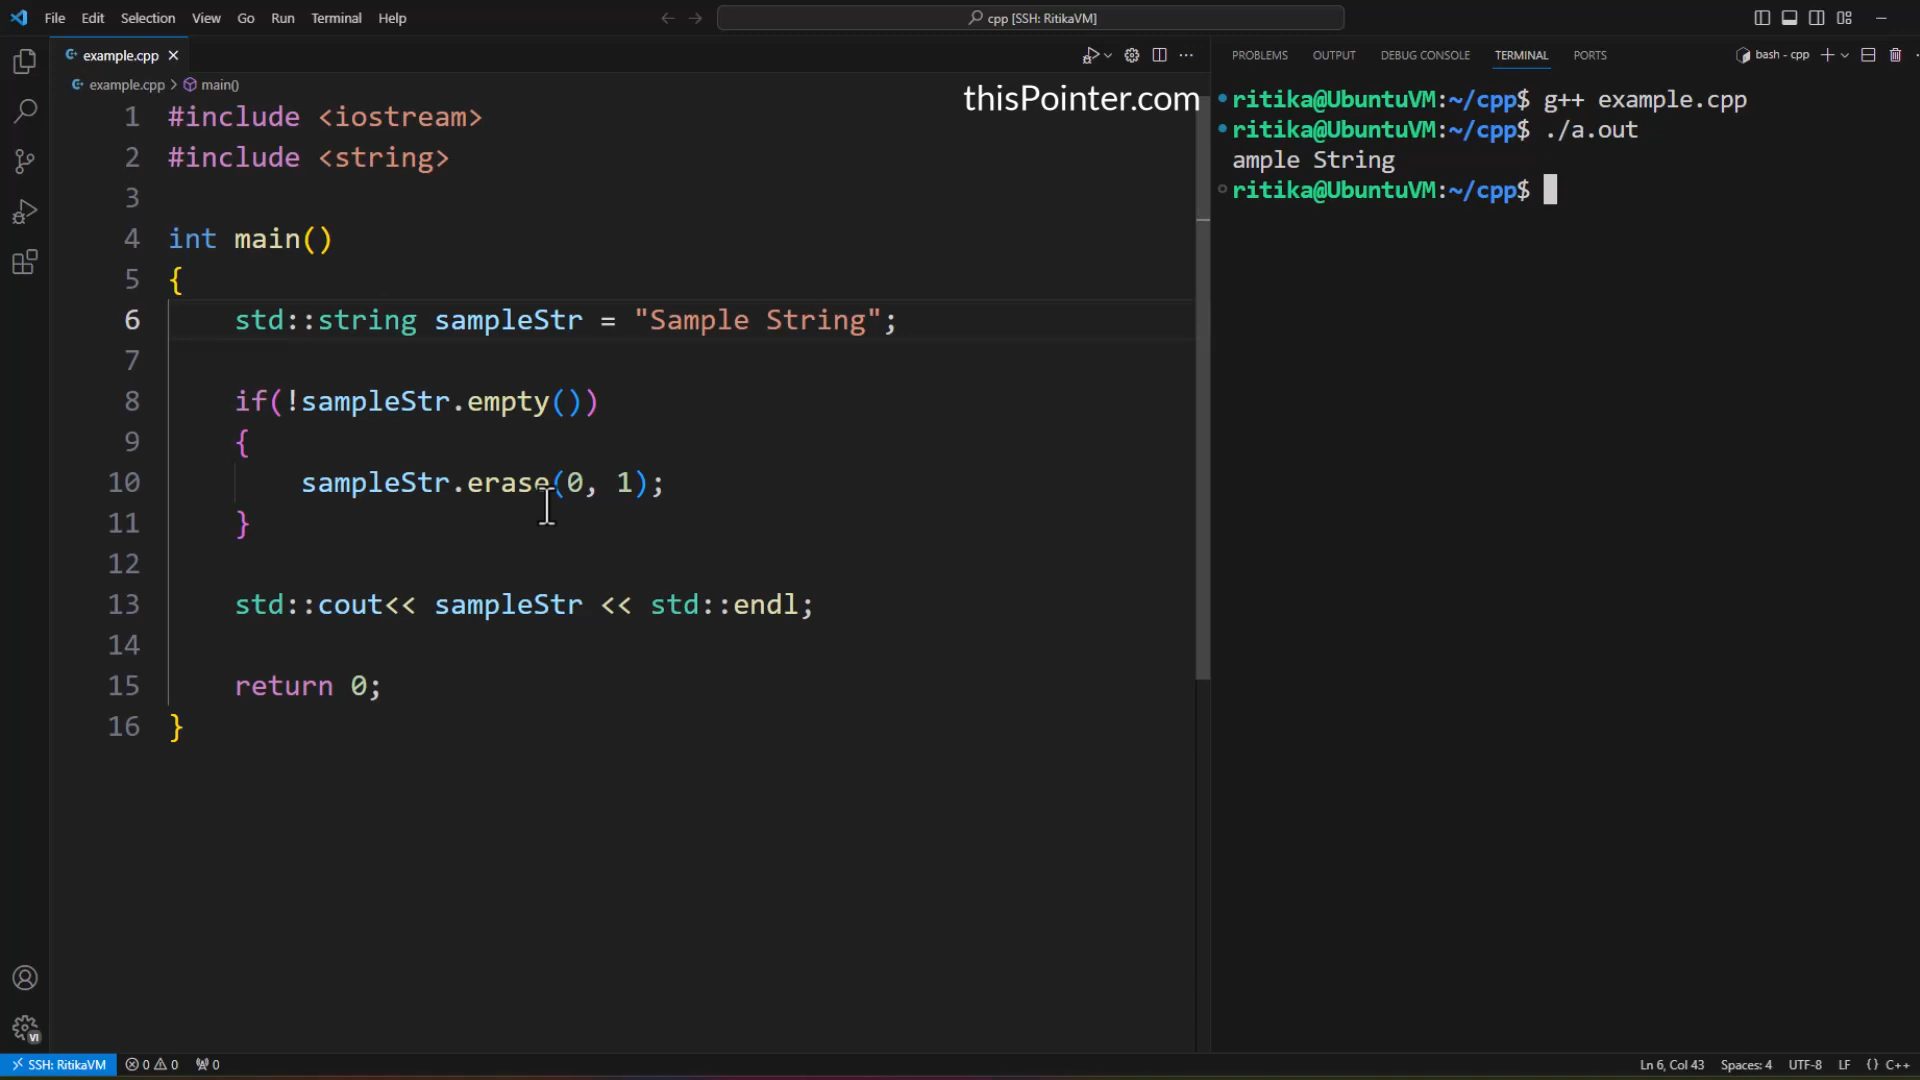 File Edit Selection View Go Run Terminal Help
cpp [SSH: RitikaVM]
example.cpp
example.cpp > main()
thisPointer.com
1 #include <iostream>
2 #include <string>
3
4 int main()
5 {
6     std::string sampleStr = "Sample String";
7
8     if(!sampleStr.empty())
9     {
10         sampleStr.erase(0, 1);
11     }
12
13     std::cout<< sampleStr << std::endl;
14
15     return 0;
16 }
PROBLEMS OUTPUT DEBUG CONSOLE TERMINAL PORTS
bash - cpp
ritika@UbuntuVM:~/cpp$ g++ example.cpp
ritika@UbuntuVM:~/cpp$ ./a.out
ample String
ritika@UbuntuVM:~/cpp$
VI
SSH: RitikaVM 0 0 0
Ln 6, Col 43 Spaces: 4 UTF-8 LF {} C++